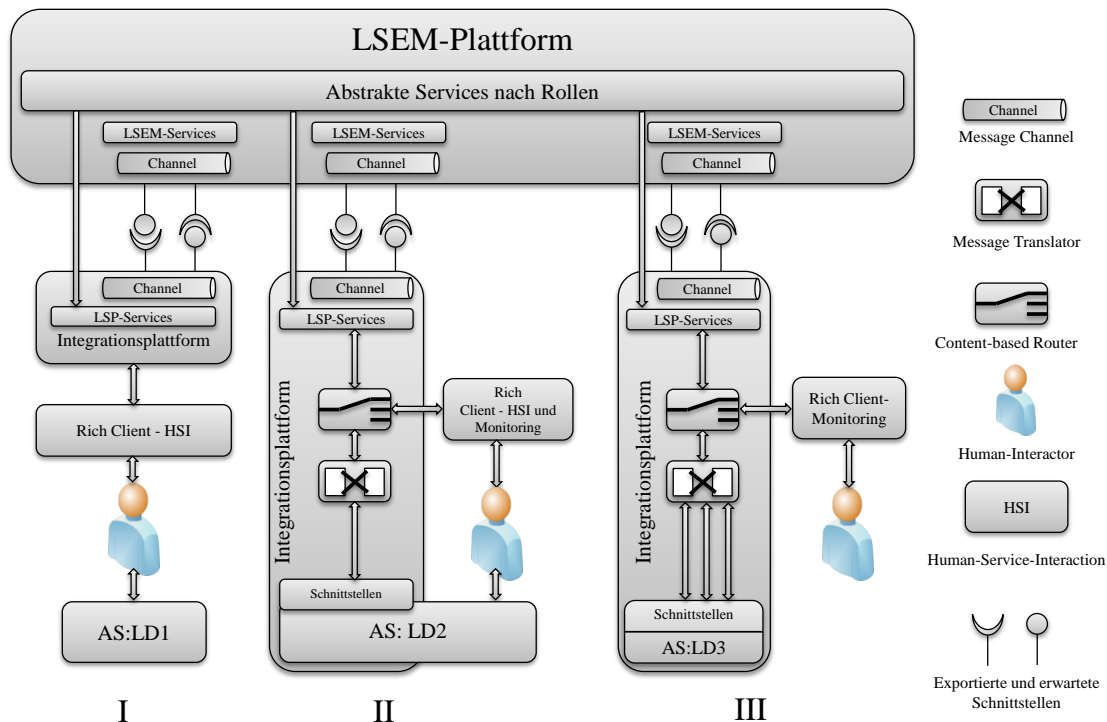 LSEM-Plattform
Abstrakte Services nach Rollen
LSEM-Services
Channel
LSEM-Services
Channel
LSEM-Services
Channel
Channel
LSP-Services
Integrationsplattform
Rich Client - HSI
AS:LD1
I
Channel
LSP-Services
Integrationsplattform
Rich
Client - HSI und
Monitoring
Schnittstellen
AS: LD2
II
Channel
LSP-Services
Integrationsplattform
Rich Client-
Monitoring
Schnittstellen
AS:LD3
III
Channel
Message Channel
Message Translator
Content-based Router
Human-Interactor
HSI
Human-Service-Interaction
Exportierte und erwartete
Schnittstellen